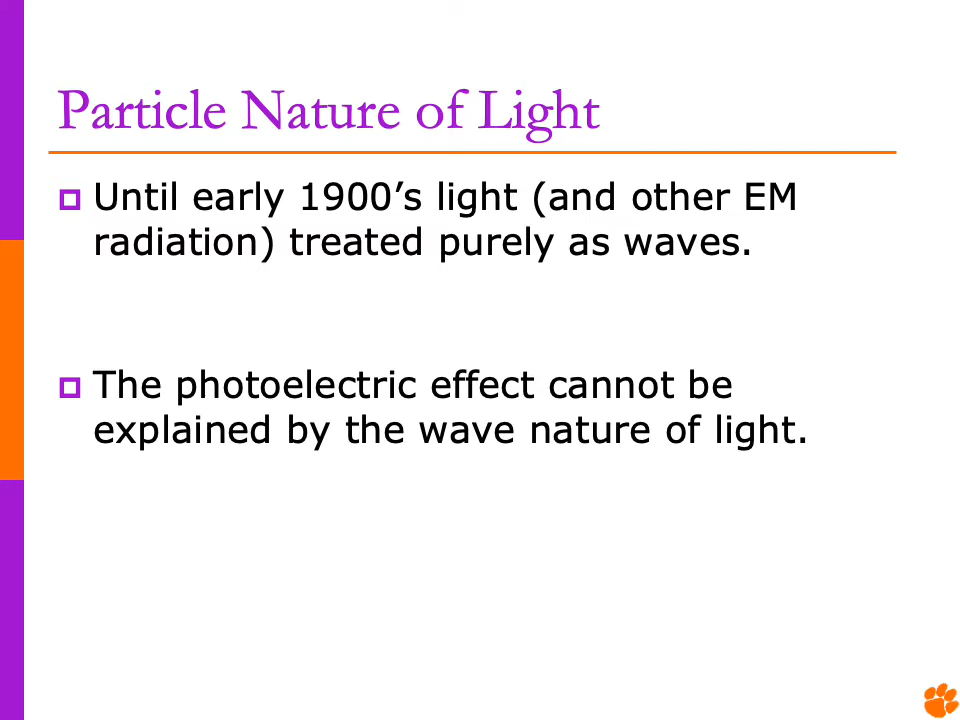 Particle Nature of Light
Until early 1900’s light (and other EM
radiation) treated purely as waves.
The photoelectric effect cannot be
explained by the wave nature of light.